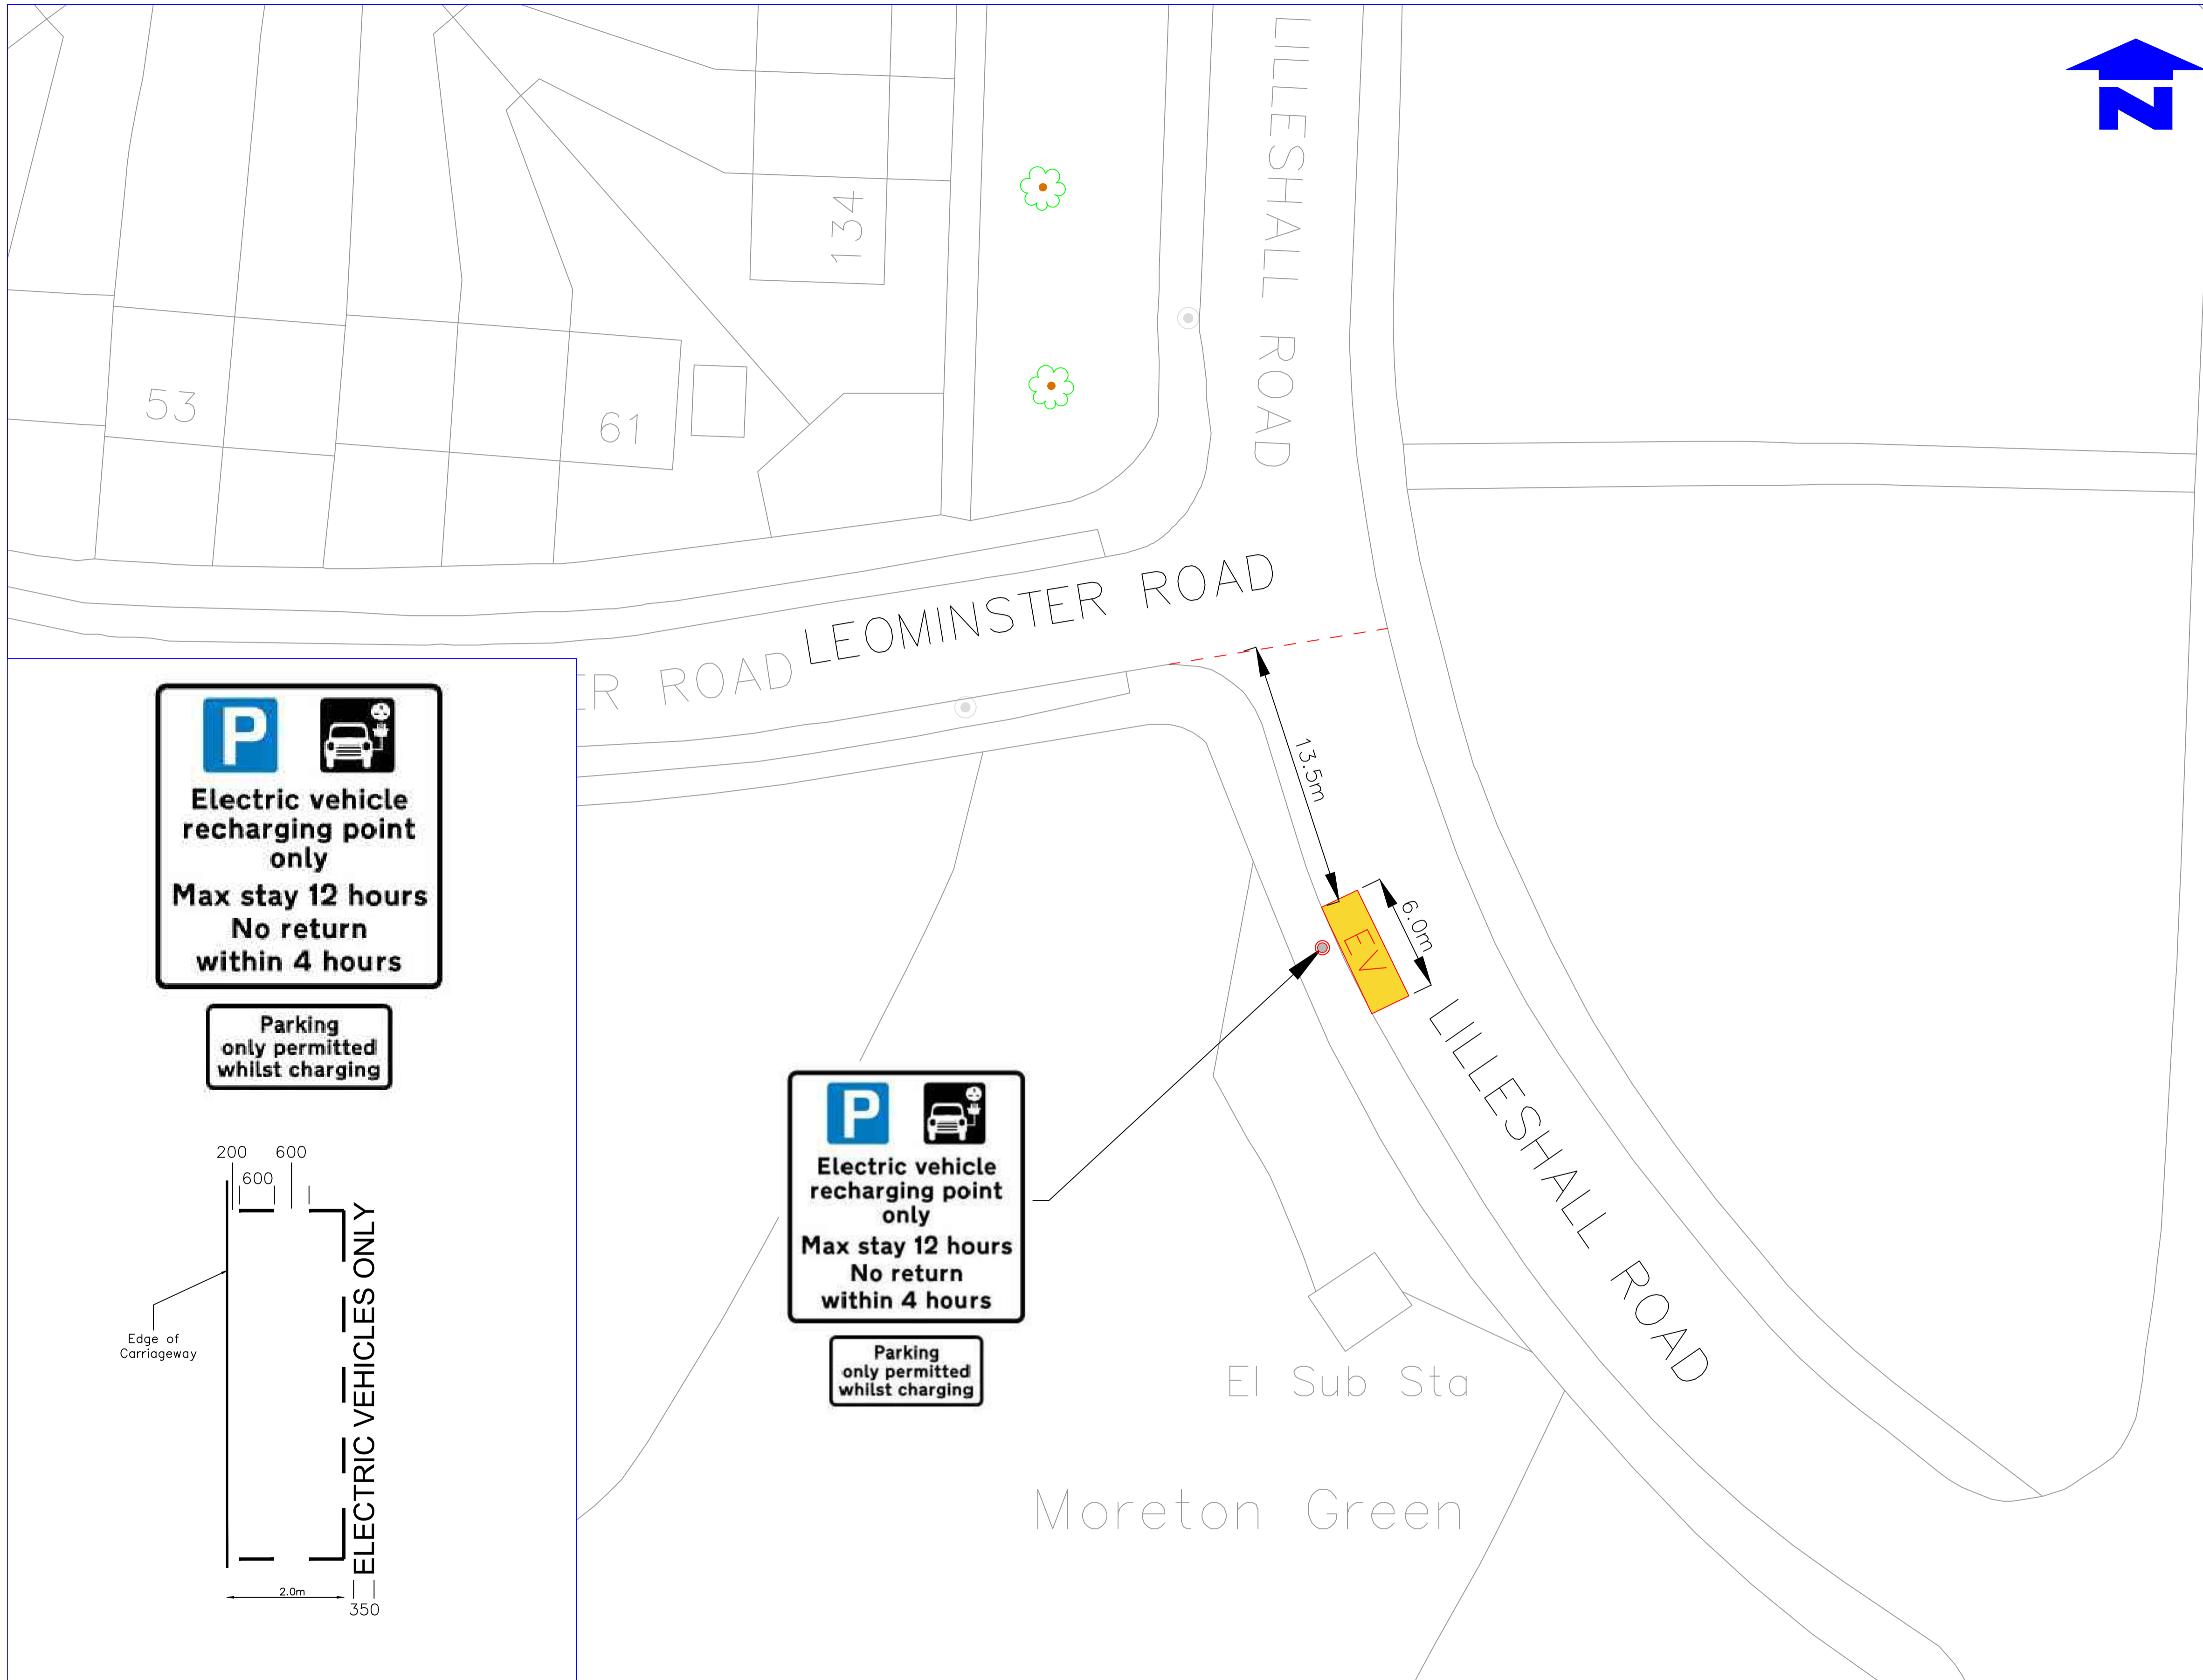 LILLESHALL ROAD
N
134
53
61
LEOMINSTER ROAD
ER ROAD
13.5m
6.0m
EV
LILLESHALL ROAD
P
Electric vehicle
recharging point
only
Max stay 12 hours
No return
within 4 hours
Parking
only permitted
whilst charging
200
600
600
ELECTRIC VEHICLES ONLY
Edge of
Carriageway
2.0m
350
P
Electric vehicle
recharging point
only
Max stay 12 hours
No return
within 4 hours
Parking
only permitted
whilst charging
El Sub Sta
Moreton Green